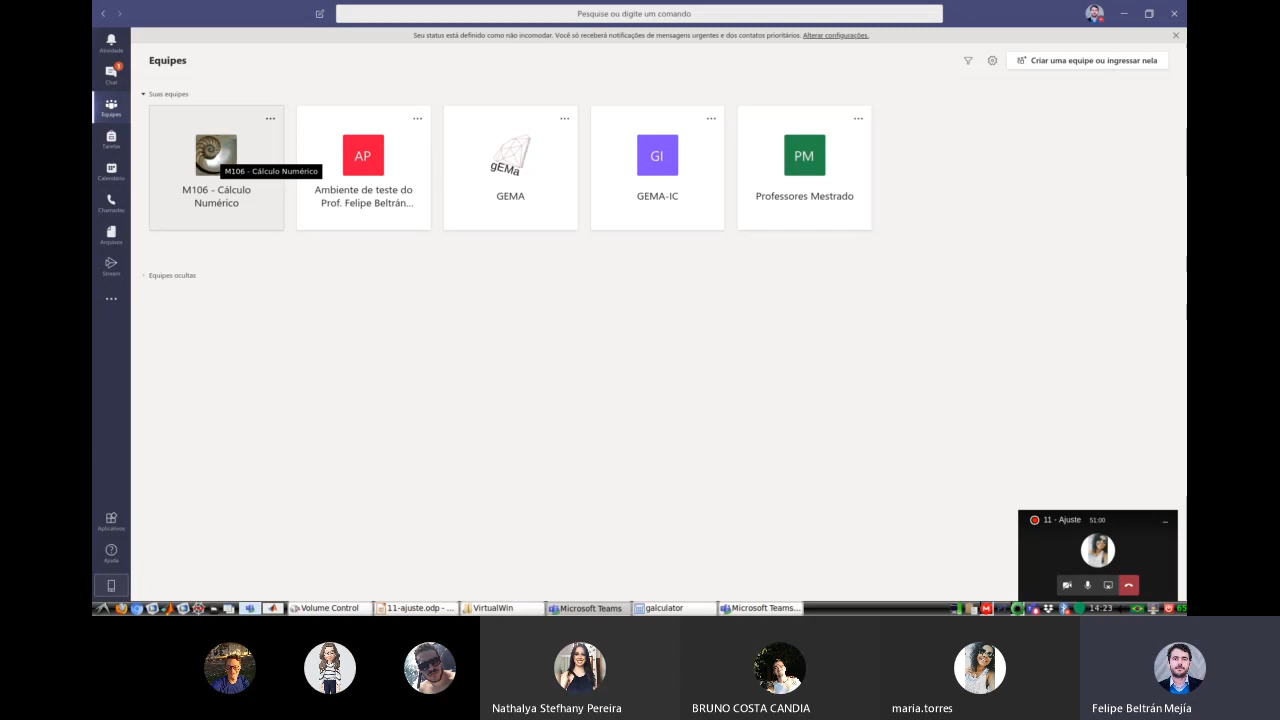 Pesquise ou digite um comando
Seu status está definido como não incomodar. Você só receberá notificações de mensagens urgentes e dos contatos prioritários. Alterar configurações.
Atividade
Chat
1
Equipes
Tarefas
Calendário
Chamadas
Arquivos
Stream
Aplicativos
Ajuda
Equipes
Criar uma equipe ou ingressar nela
Suas equipes
M106 - Cálculo Numérico
M106 - Cálculo
Numérico
AP
Ambiente de teste do
Prof. Felipe Beltrán...
gEMa
GEMA
GI
GEMA-IC
PM
Professores Mestrado
Equipes ocultas
11 - Ajuste 51:00
Volume Control
11-ajuste.odp - ...
VirtualWin
Microsoft Teams
galculator
Microsoft Teams...
14:23
65
Nathalya Stefhany Pereira
BRUNO COSTA CANDIA
maria.torres
Felipe Beltrán Mejía